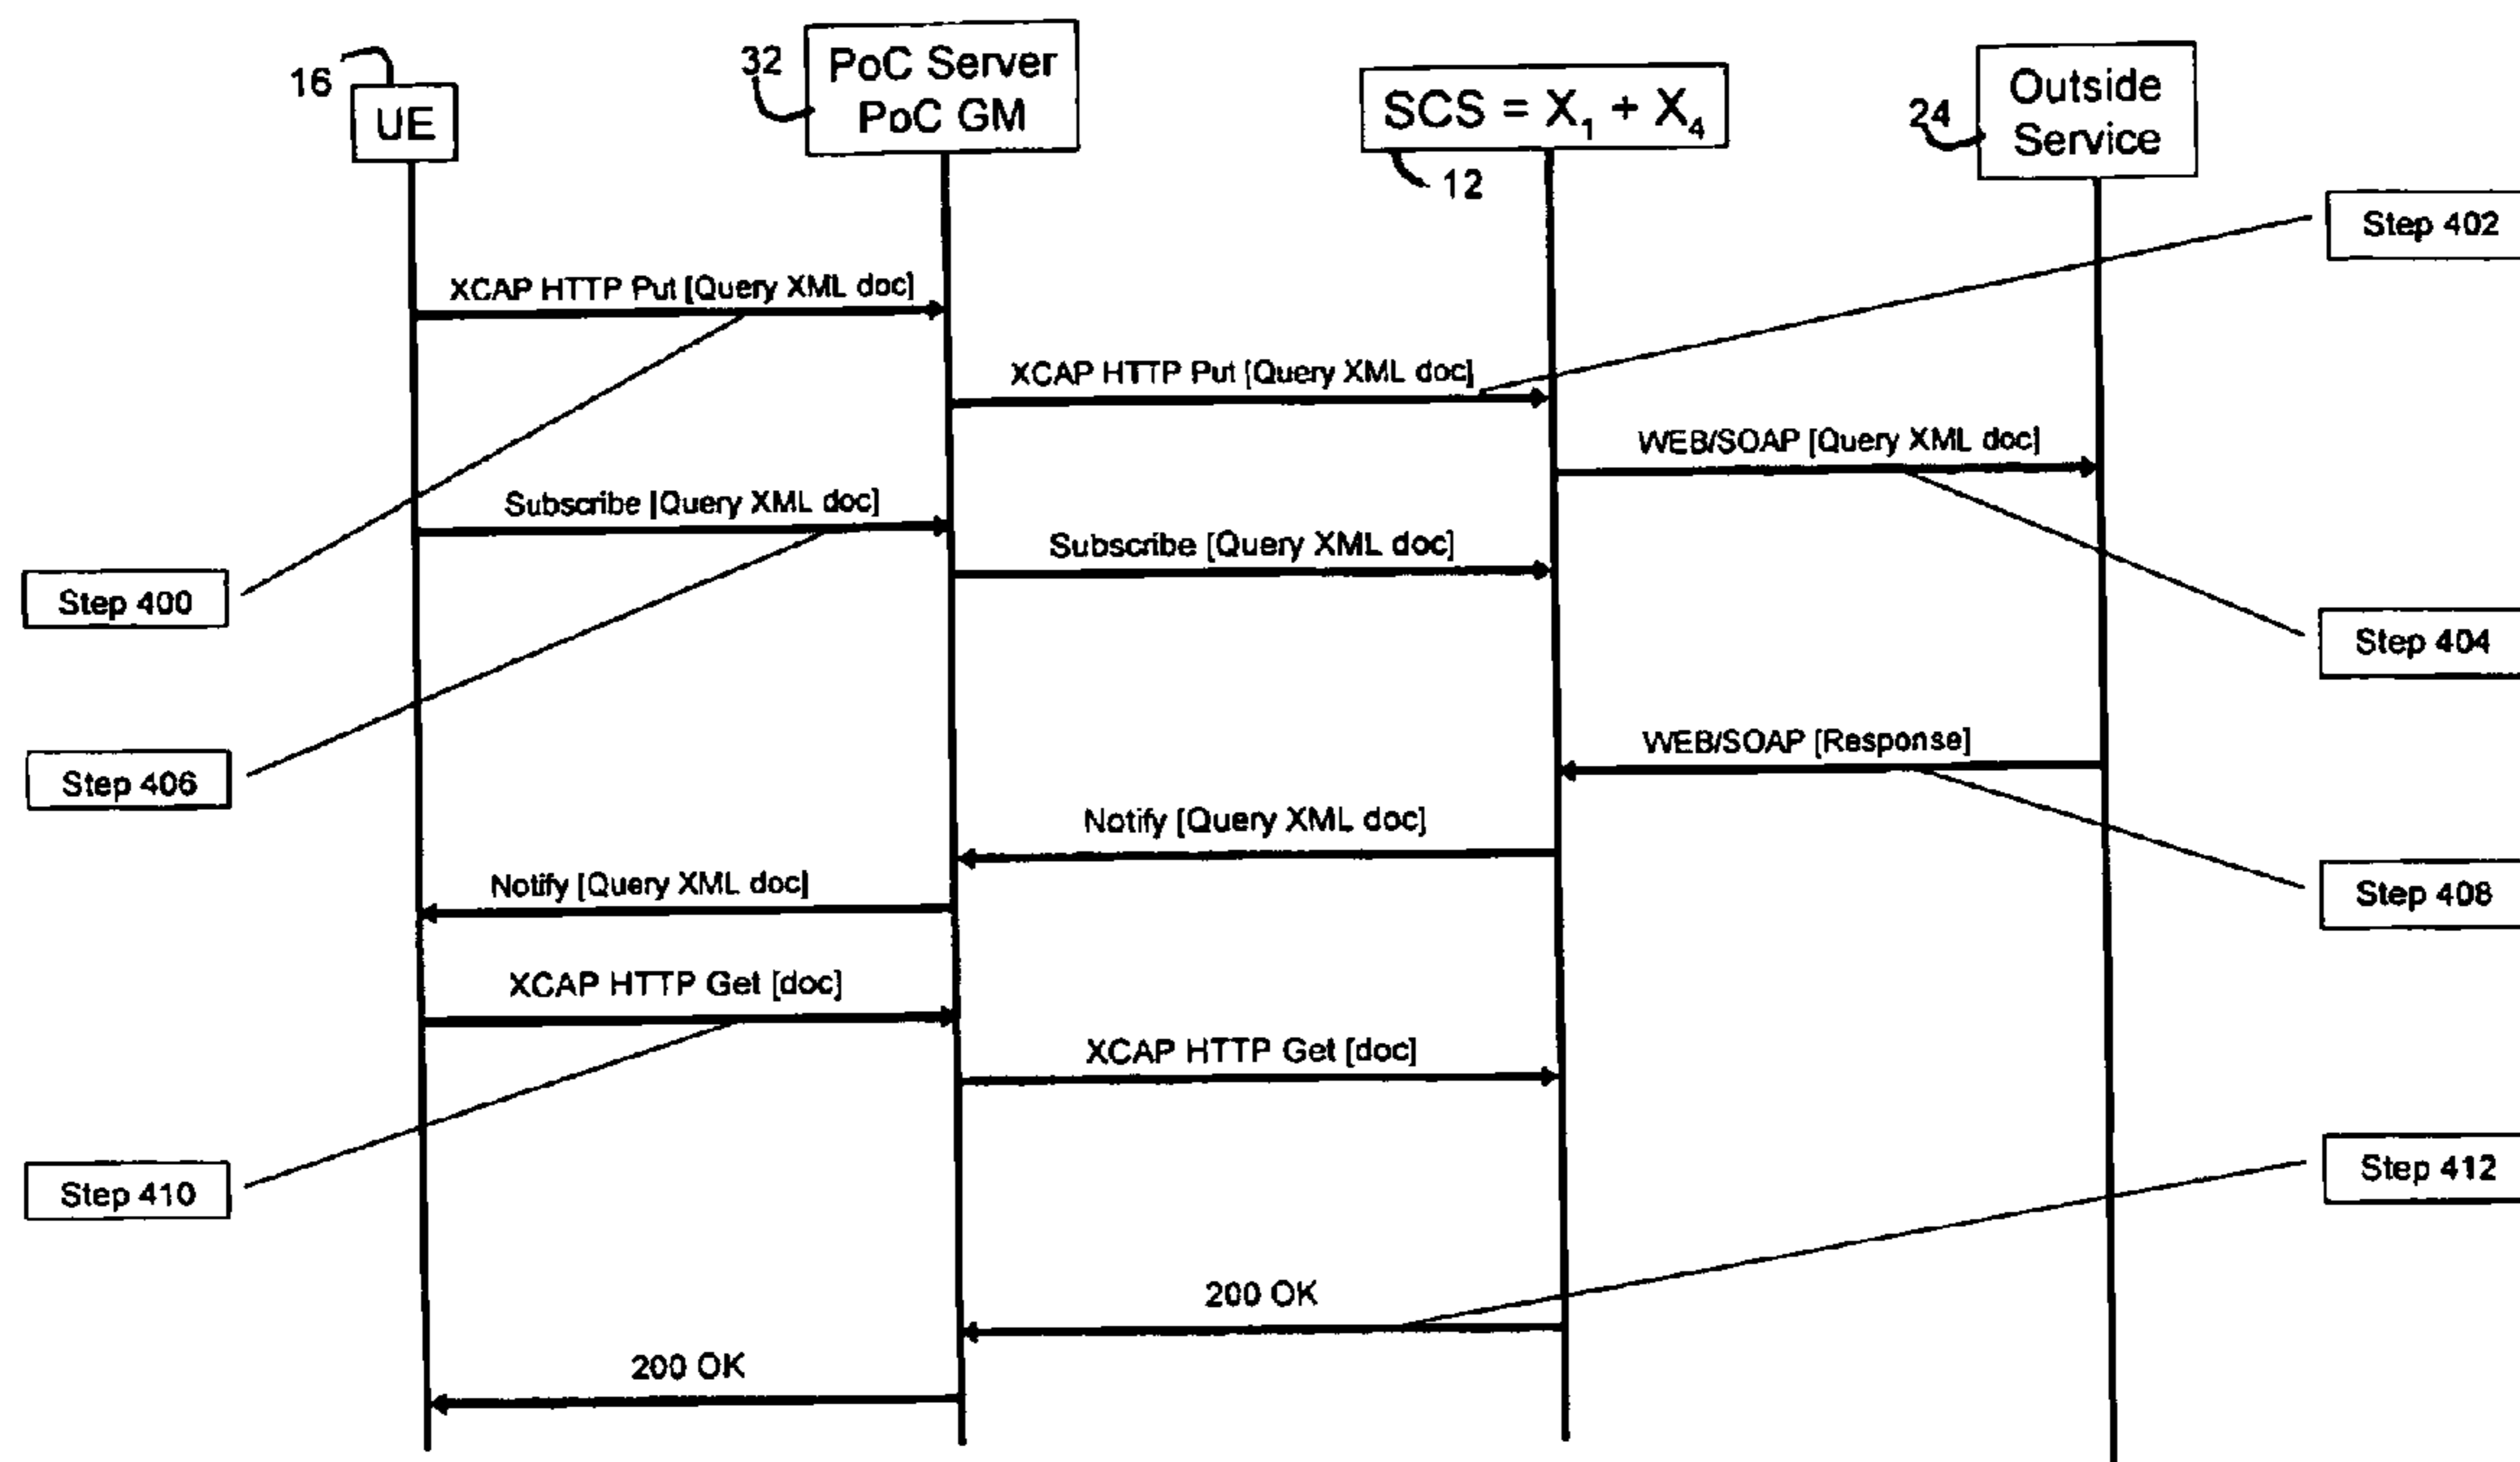 16
UE
32
PoC Server
PoC GM
SCS = X₁ + X₄
12
24
Outside
Service
Step 402
XCAP HTTP Put [Query XML doc]
XCAP HTTP Put [Query XML doc]
WEB/SOAP [Query XML doc]
Subscribe [Query XML doc]
Subscribe [Query XML doc]
Step 400
Step 404
WEB/SOAP [Response]
Step 406
Notify [Query XML doc]
Notify [Query XML doc]
Step 408
XCAP HTTP Get [doc]
XCAP HTTP Get [doc]
Step 410
Step 412
200 OK
200 OK